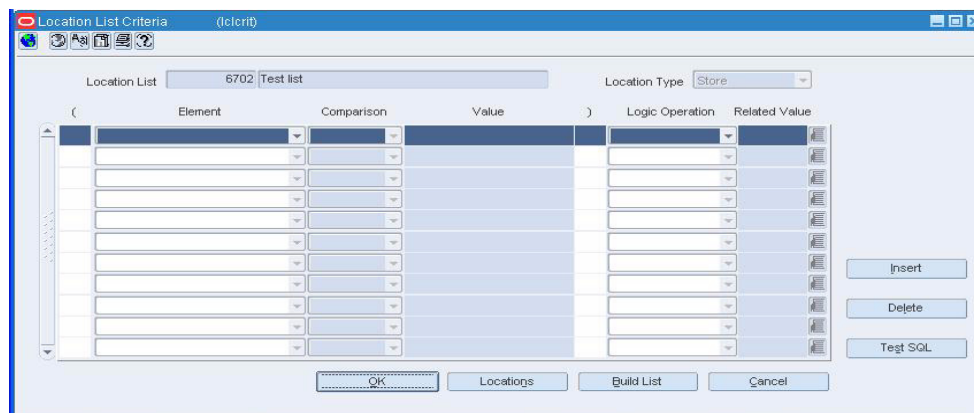 Location List Criteria (lclcrit)
Location List 6702 Test list Location Type Store
( Element Comparison Value ) Logic Operation Related Value
Insert
Delete
Test SQL
OK Locations Build List Cancel